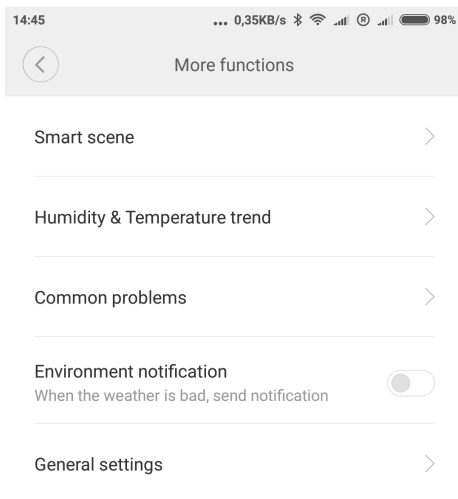 14:45 ... 0,35KB/s ® 98%
More functions
Smart scene
Humidity & Temperature trend
Common problems
Environment notification
When the weather is bad, send notification
General settings